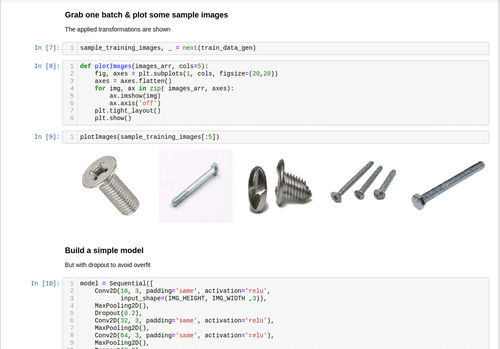 Grab one batch & plot some sample images
The applied transformations are shown
In [7]: 1 sample_training_images, _ = next(train_data_gen)
In [8]: 1 def plotImages(images_arr, cols=5):
2 fig, axes = plt.subplots(1, cols, figsize=(20,20))
3 axes = axes.flatten()
4 for img, ax in zip( images_arr, axes):
5 ax.imshow(img)
6 ax.axis('off')
7 plt.tight_layout()
8 plt.show()
In [9]: 1 plotImages(sample_training_images[:5])
Build a simple model
But with dropout to avoid overfit
In [10]: 1 model = Sequential([
2 Conv2D(16, 3, padding='same', activation='relu',
3 input_shape=(IMG_HEIGHT, IMG_WIDTH ,3)),
4 MaxPooling2D(),
5 Dropout(0.2),
6 Conv2D(32, 3, padding='same', activation='relu'),
7 MaxPooling2D(),
8 Conv2D(64, 3, padding='same', activation='relu'),
9 MaxPooling2D(),